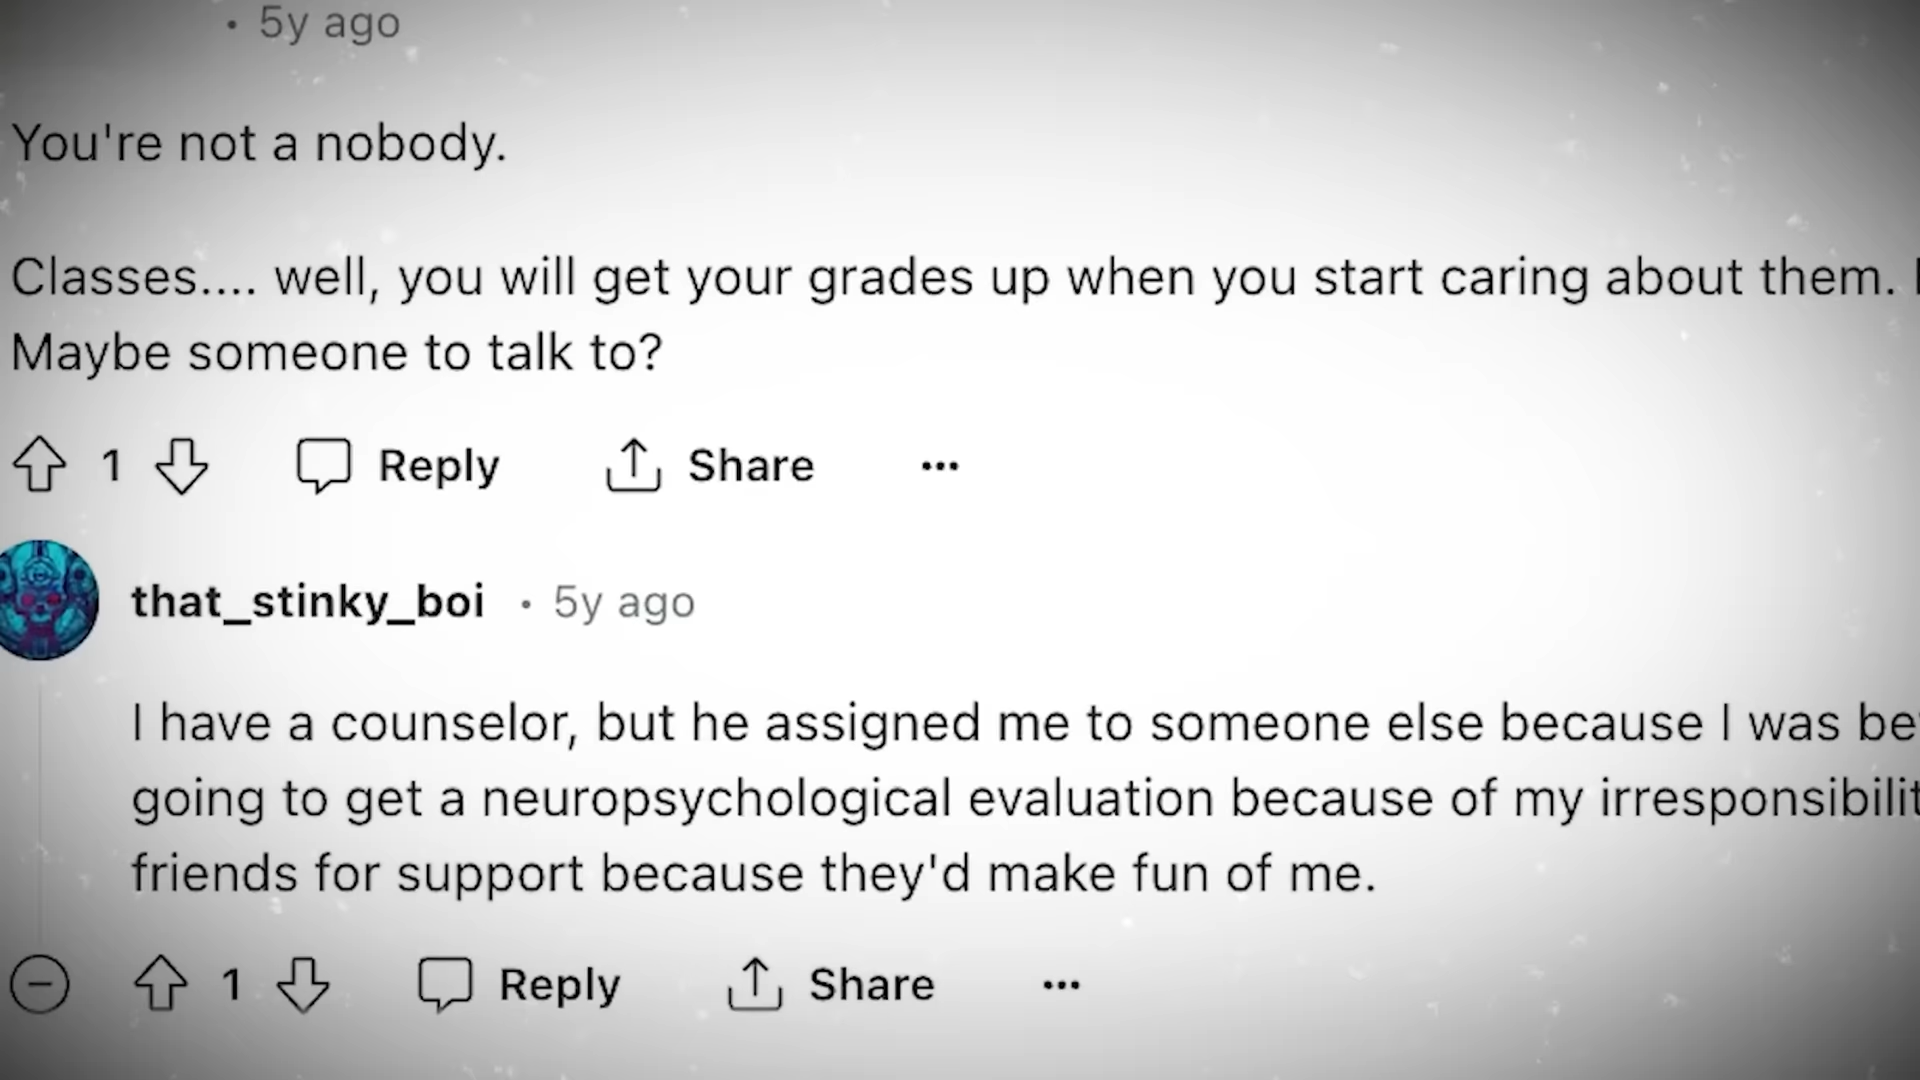 • 5y ago
You're not a nobody.
Classes.... well, you will get your grades up when you start caring about them.
Maybe someone to talk to?
1 Reply Share ...
that_stinky_boi • 5y ago
I have a counselor, but he assigned me to someone else because I was
going to get a neuropsychological evaluation because of my
friends for support because they'd make fun of me.
1 Reply Share ...